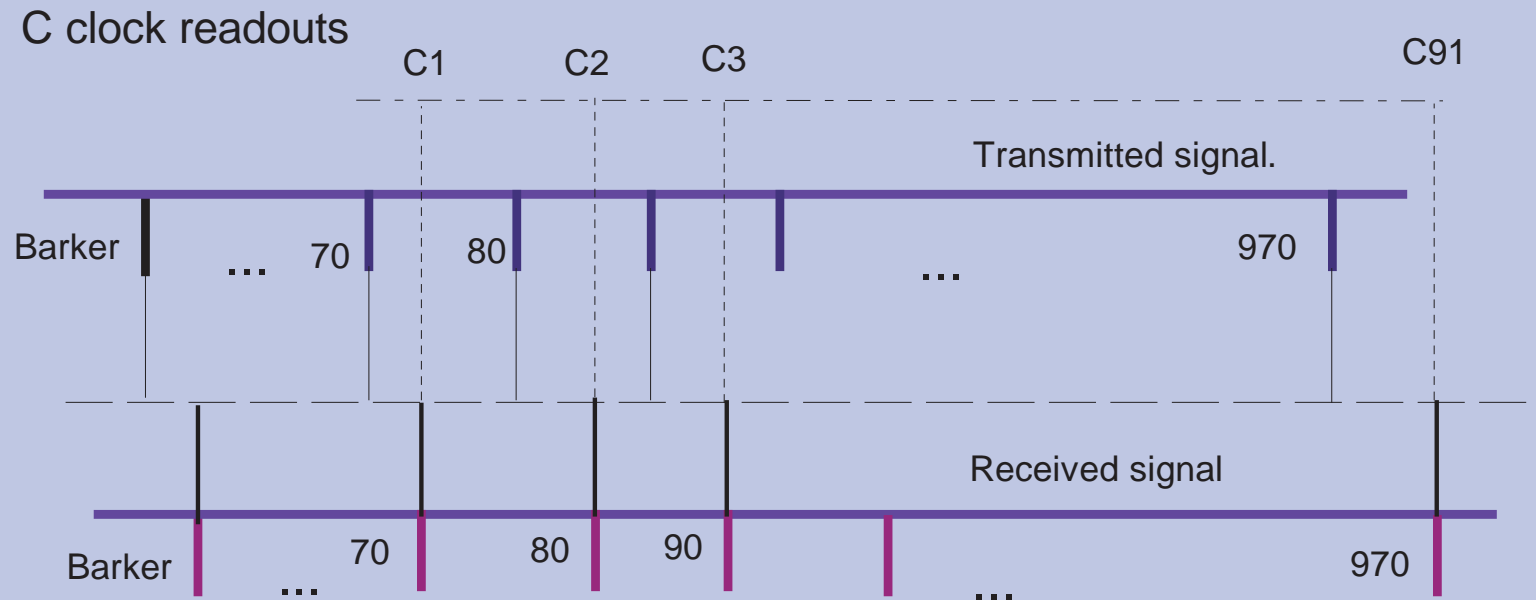 C clock readouts
C1 C2 C3 C91
Transmitted signal.
Barker ... 70 80 ... 970
Received signal
Barker ... 70 80 90 ... 970